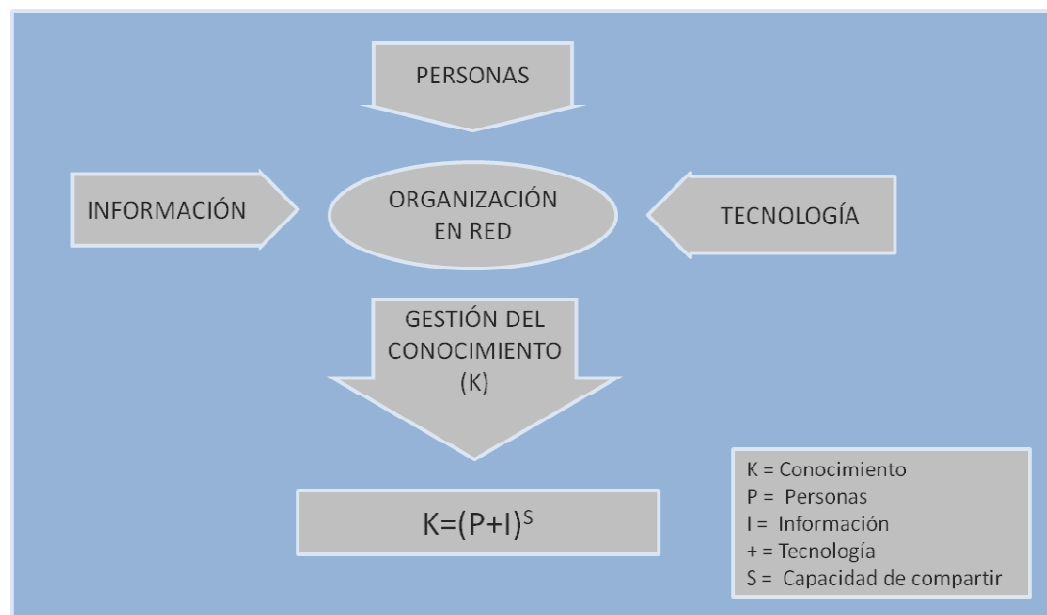 PERSONAS
INFORMACIÓN
ORGANIZACIÓN
EN RED
TECNOLOGÍA
GESTIÓN DEL
CONOCIMIENTO
(K)
K=(P+I)^S
K = Conocimiento
P = Personas
I = Información
+ = Tecnología
S = Capacidad de compartir